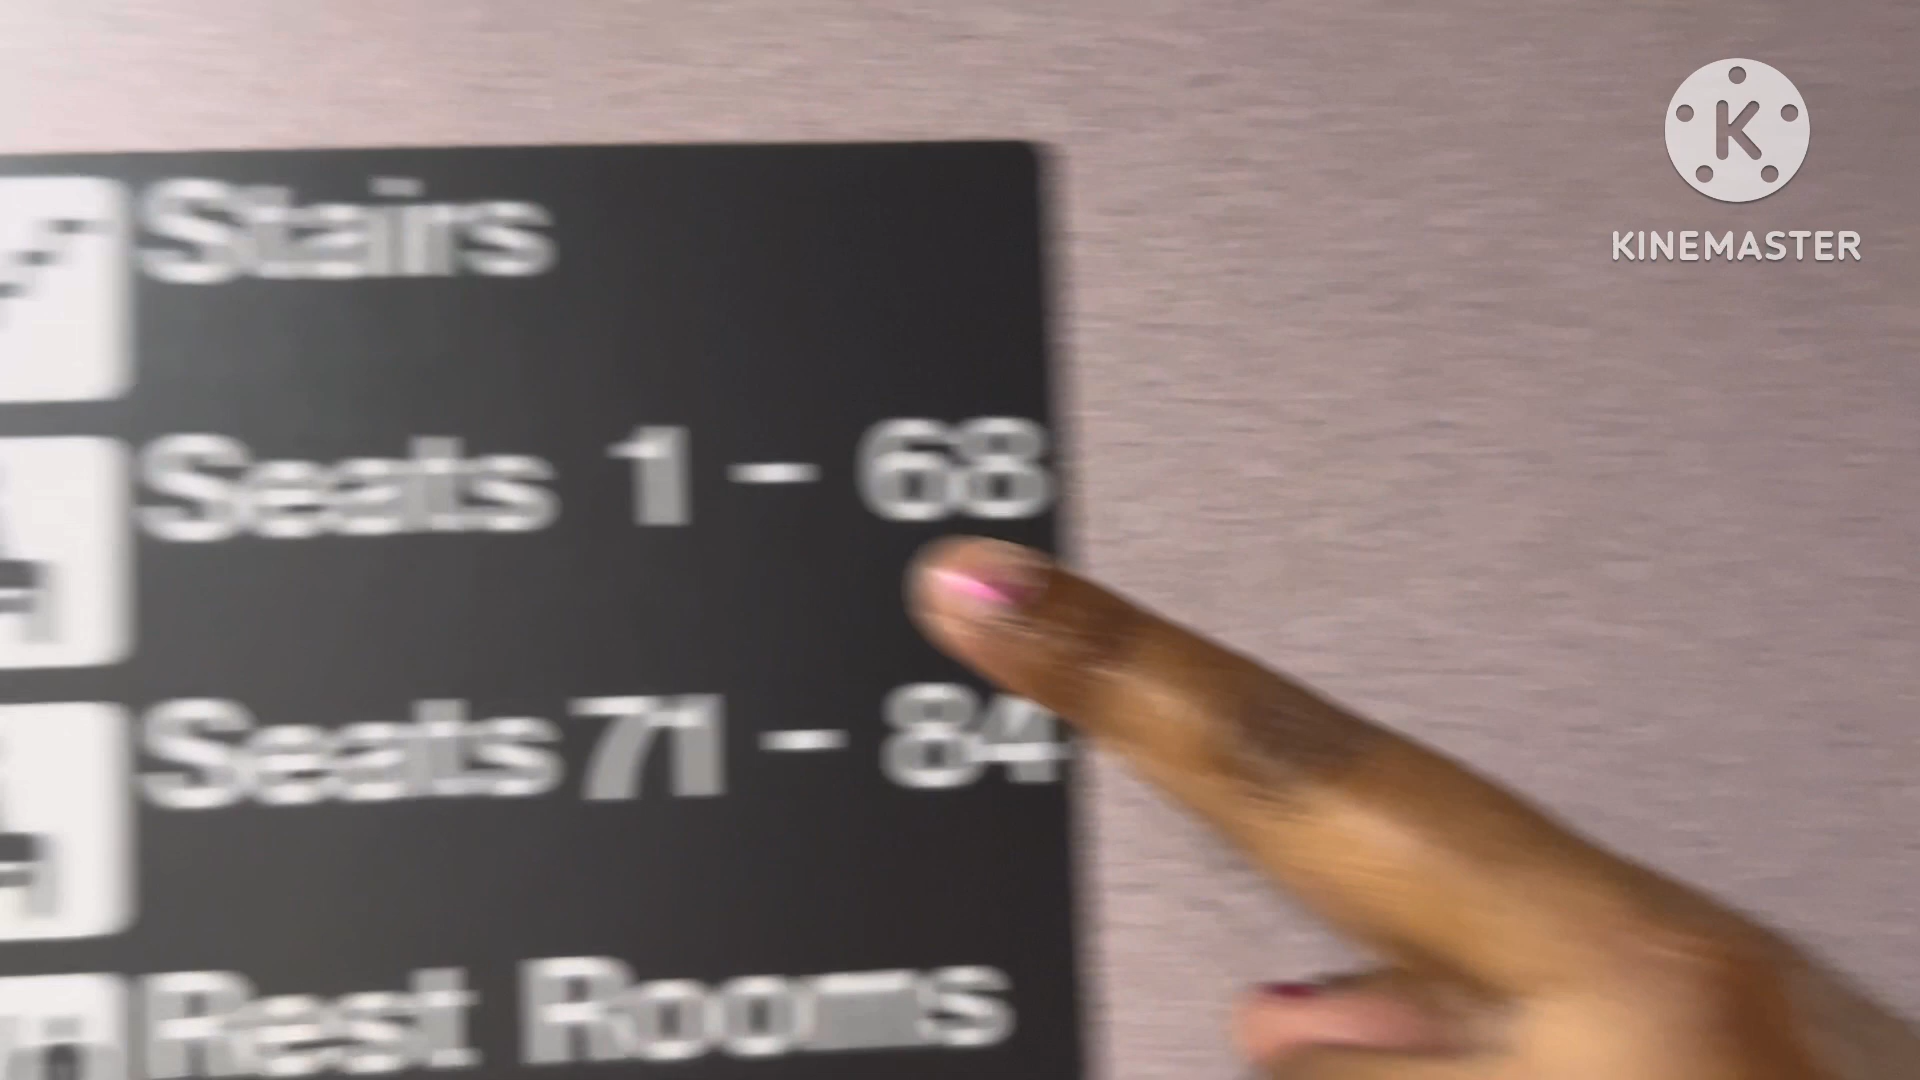 K
KINEMASTER
Stairs
Seats 1 - 68
Seats 71 - 84
Rest Rooms